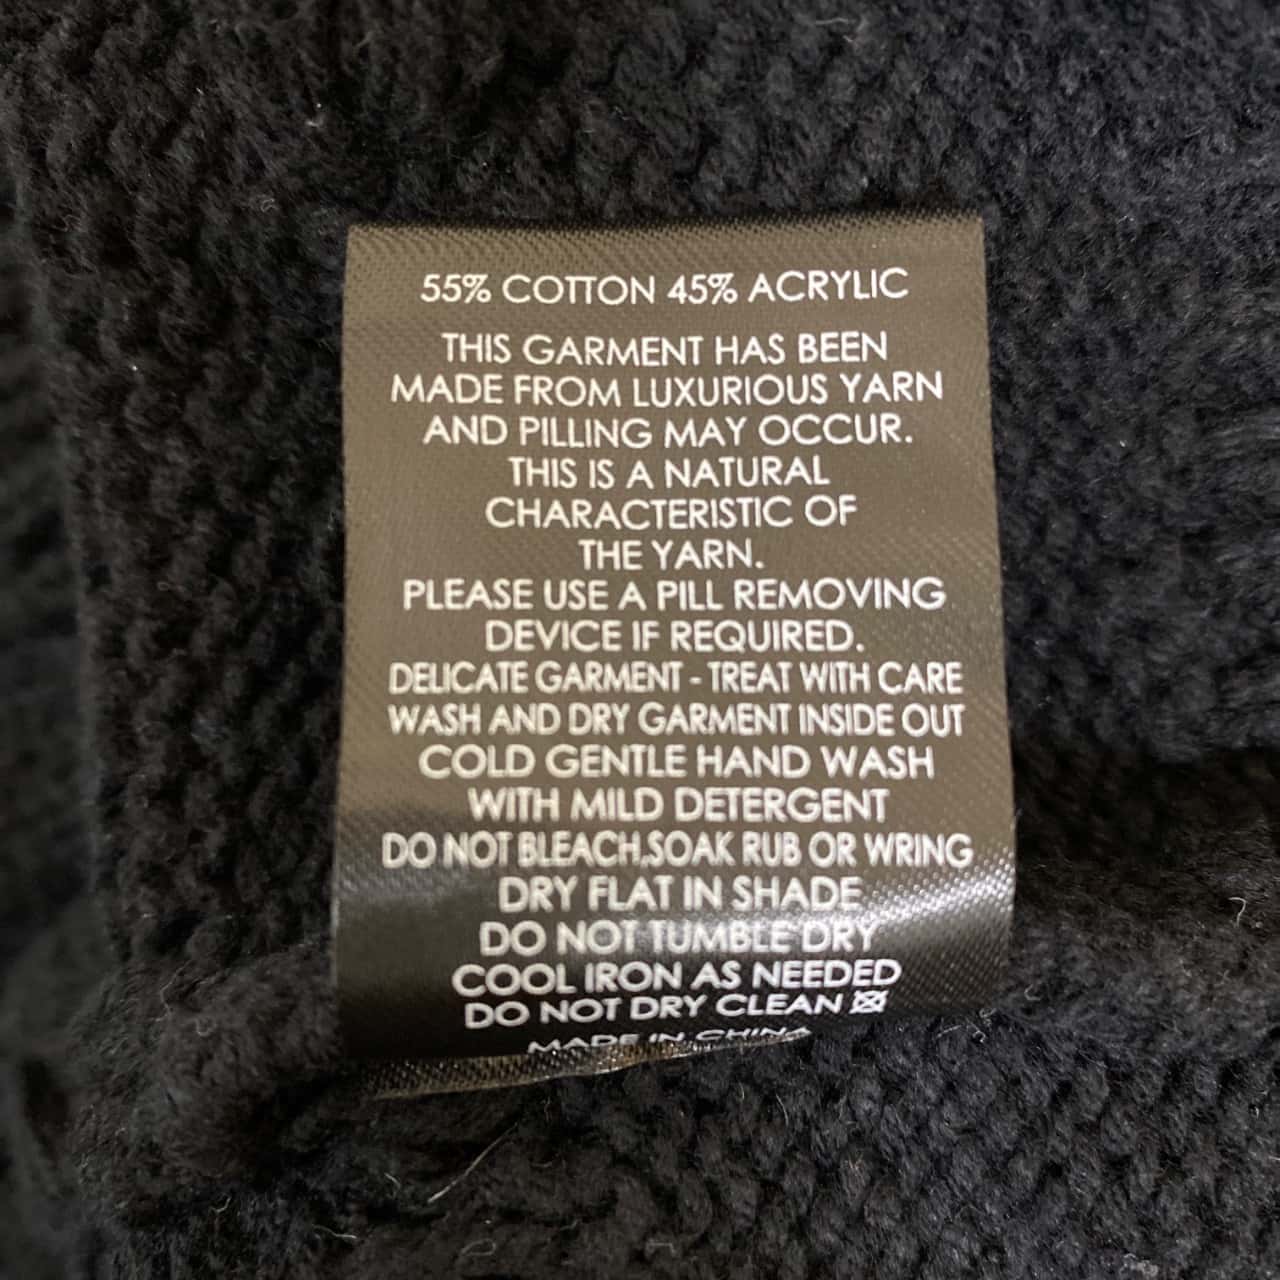 55% COTTON 45% ACRYLIC
THIS GARMENT HAS BEEN
MADE FROM LUXURIOUS YARN
AND PILLING MAY OCCUR.
THIS IS A NATURAL
CHARACTERISTIC OF
THE YARN.
PLEASE USE A PILL REMOVING
DEVICE IF REQUIRED.
DELICATE GARMENT - TREAT WITH CARE
WASH AND DRY GARMENT INSIDE OUT
COLD GENTLE HAND WASH
WITH MILD DETERGENT
DO NOT BLEACH,SOAK RUB OR WRING
DRY FLAT IN SHADE
DO NOT TUMBLE DRY
COOL IRON AS NEEDED
DO NOT DRY CLEAN
MADE IN CHINA